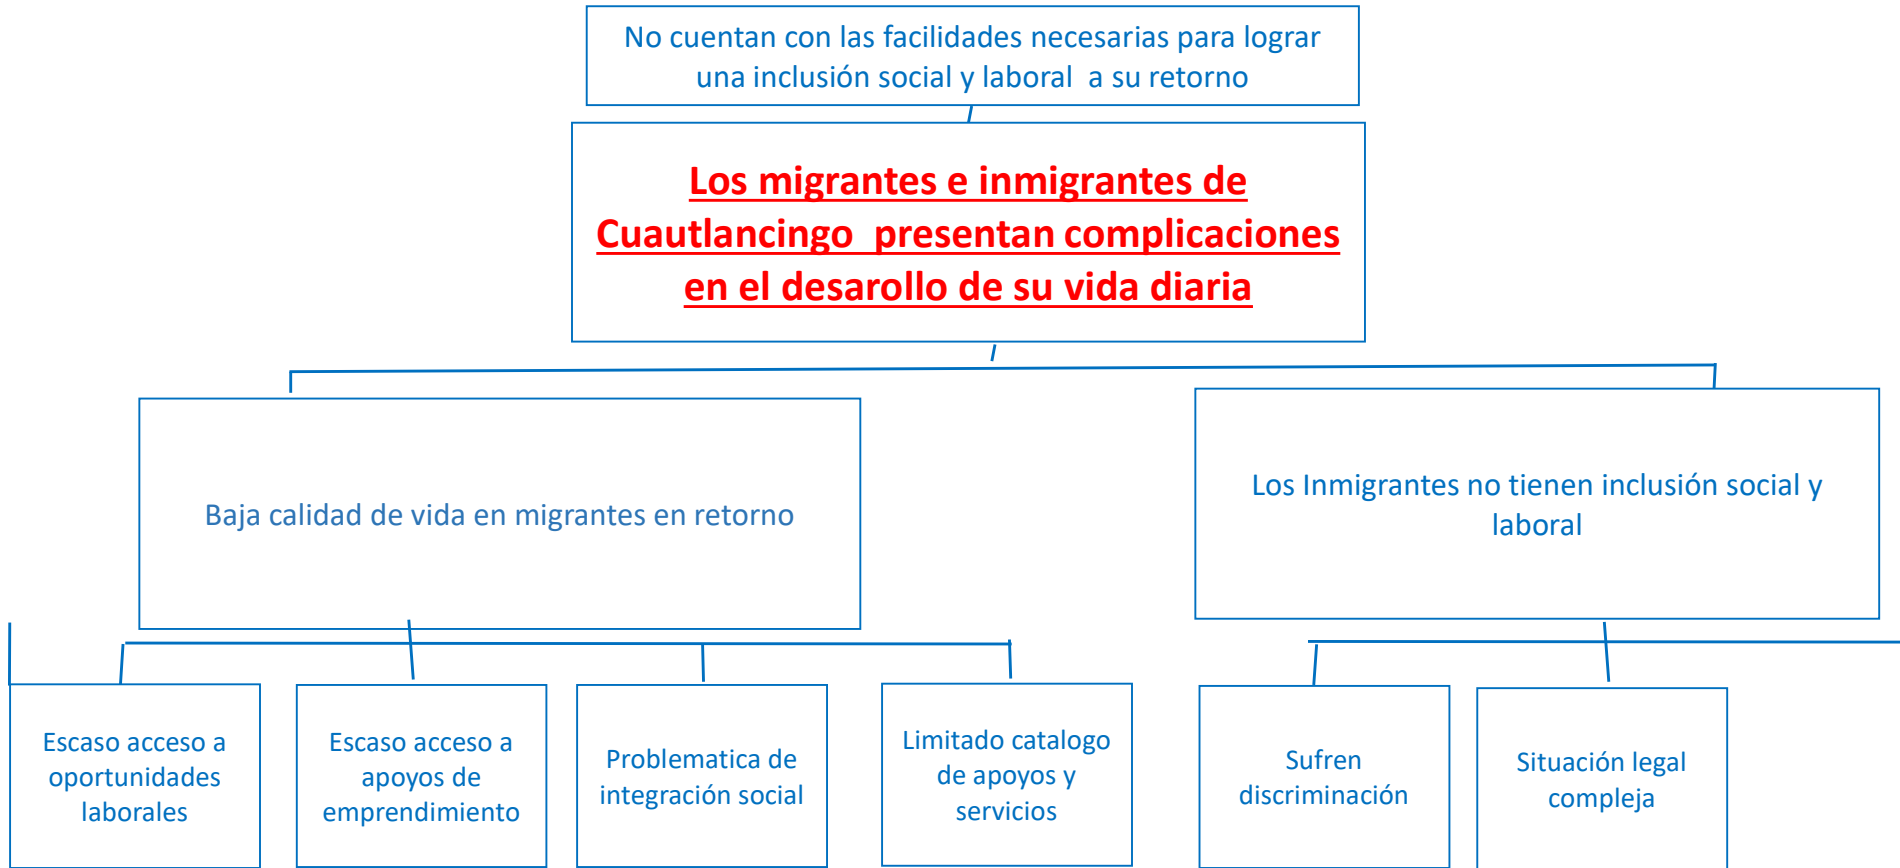 No cuentan con las facilidades necesarias para lograr
una inclusión social y laboral a su retorno
Los migrantes e inmigrantes de
Cuautlancingo presentan complicaciones
en el desarollo de su vida diaria
Baja calidad de vida en migrantes en retorno
Los Inmigrantes no tienen inclusión social y
laboral
Escaso acceso a
oportunidades
laborales
Escaso acceso a
apoyos de
emprendimiento
Problematica de
integración social
Limitado catalogo
de apoyos y
servicios
Sufren
discriminación
Situación legal
compleja